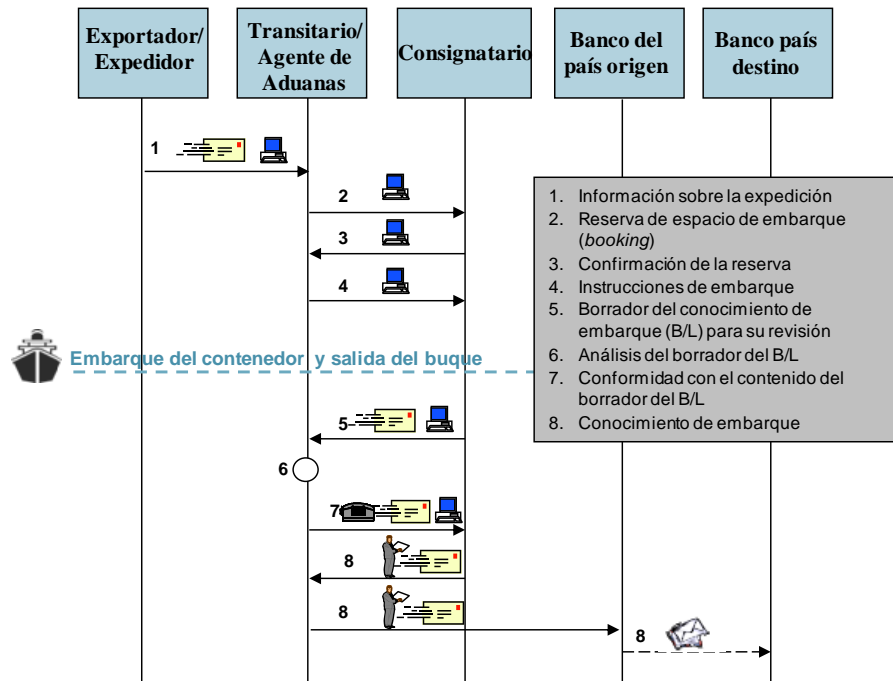 Exportador/
Expedidor
Transitario/
Agente de
Aduanas
Consignatario
Banco del
país origen
Banco país
destino
1
2
3
4
1. Información sobre la expedición
2. Reserva de espacio de embarque
(booking)
3. Confirmación de la reserva
4. Instrucciones de embarque
5. Borrador del conocimiento de
embarque (B/L) para su revisión
6. Análisis del borrador del B/L
7. Conformidad con el contenido del
borrador del B/L
8. Conocimiento de embarque
Embarque del contenedor y salida del buque
5
6
7
8
8
8